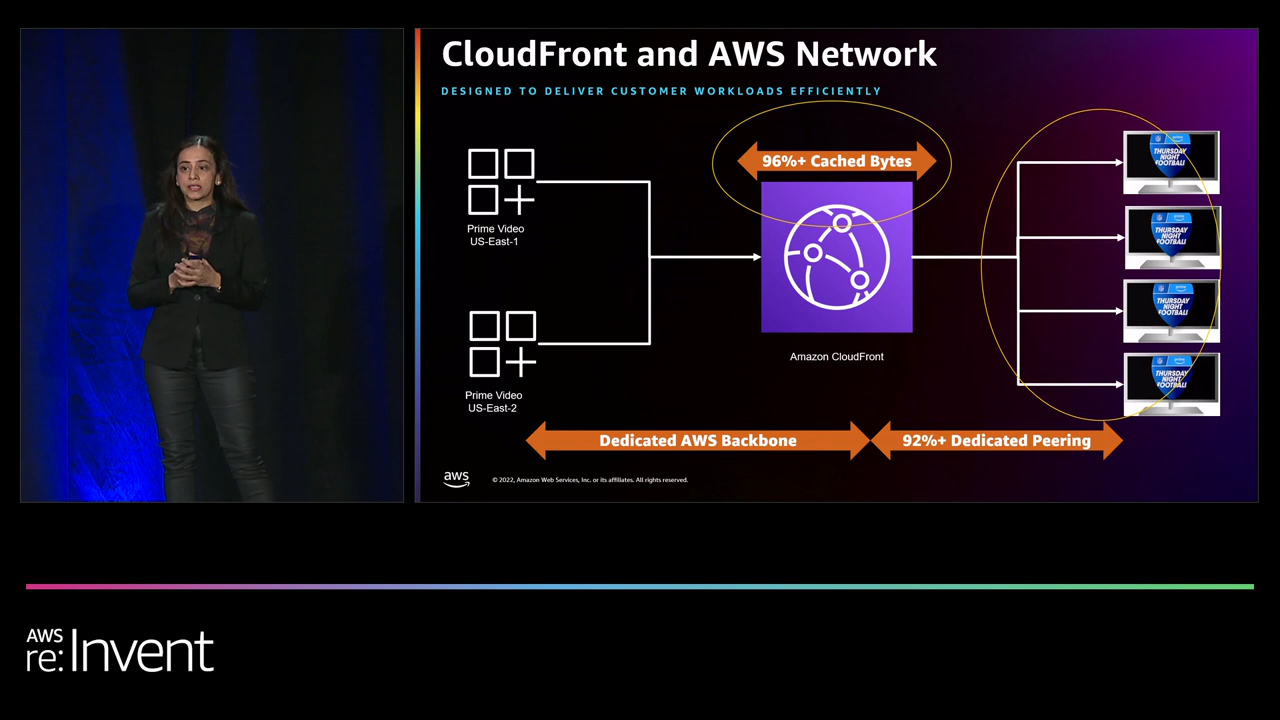 CloudFront and AWS Network
DESIGNED TO DELIVER CUSTOMER WORKLOADS EFFICIENTLY
96%+ Cached Bytes
Prime Video
US-East-1
Prime Video
US-East-2
Amazon CloudFront
THURSDAY
NIGHT
FOOTBALL
THURSDAY
NIGHT
FOOTBALL
THURSDAY
NIGHT
FOOTBALL
THURSDAY
NIGHT
FOOTBALL
Dedicated AWS Backbone
92%+ Dedicated Peering
aws
© 2022, Amazon Web Services, Inc. or its affiliates. All rights reserved.
AWS
re:Invent